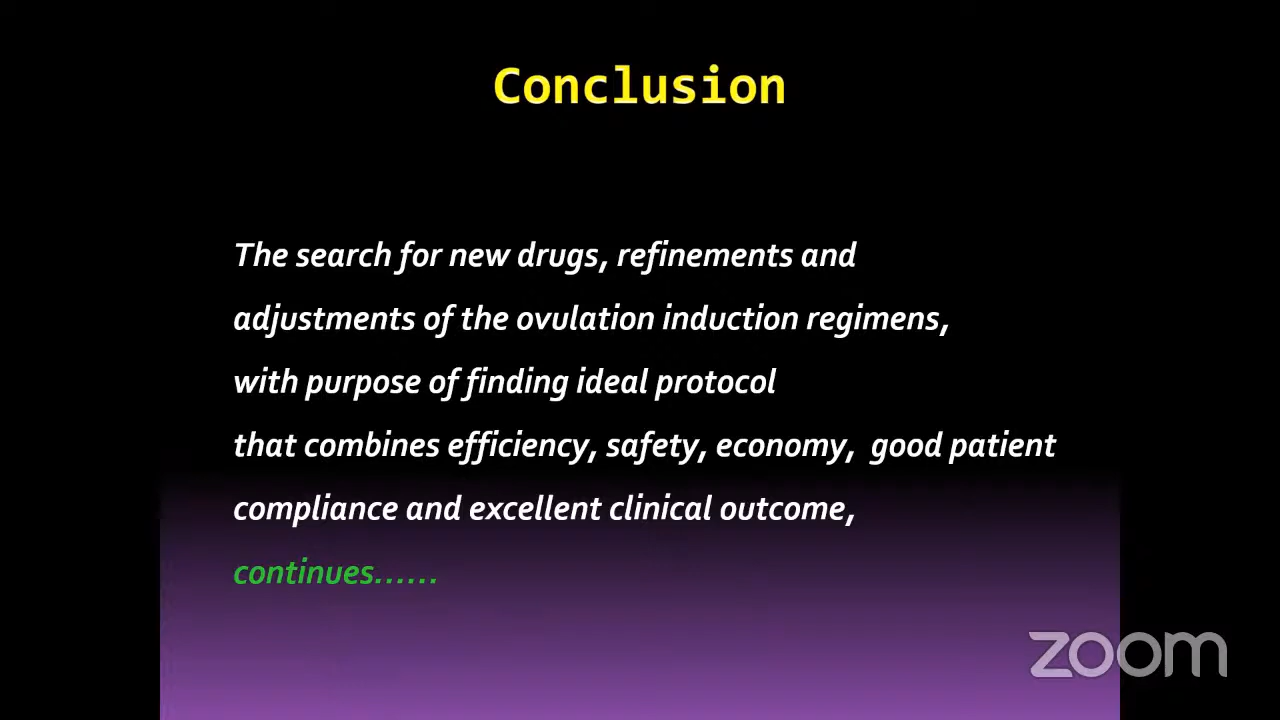 Conclusion
The search for new drugs, refinements and
adjustments of the ovulation induction regimens,
with purpose of finding ideal protocol
that combines efficiency, safety, economy,  good patient
compliance and excellent clinical outcome,
continues......
zoom